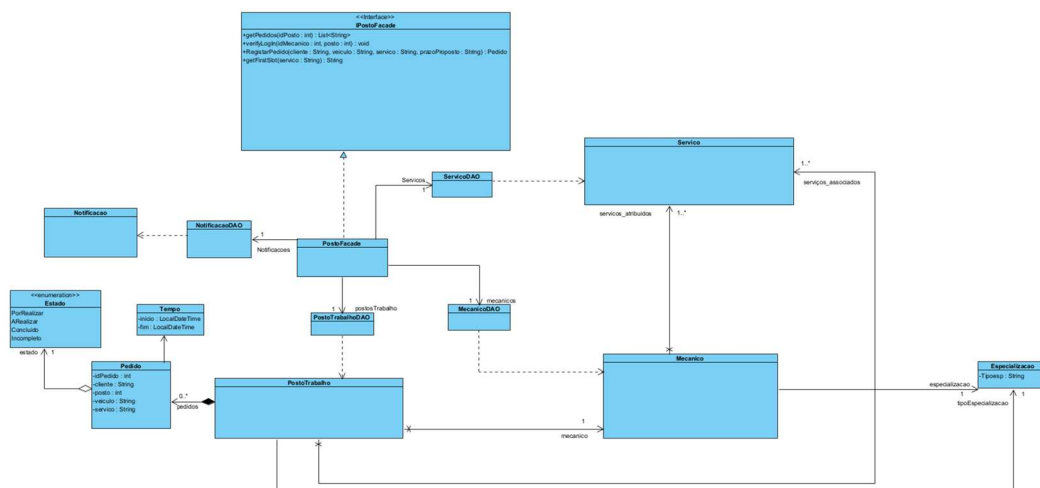 <<Interface>>
IPostoFacade
+getPedidos(idPosto : int) : List<String>
+verifyLogIn(idMecanico : int, posto : int) : void
+RegistarPedido(cliente : String, veiculo : String, servico : String, prazoProposto : String) : Pedido
+getFirstSlot(servico : String) : String
Servico
1..*
serviços_associados
Servicos
1
ServicoDAO
servicos_atribuidos
1..*
Notificacao
NotificacaoDAO
1
Notificacoes
PostoFacade
<<enumeration>>
Estado
PorRealizar
ARealizar
Concluido
Incompleto
estado
1
Tempo
-inicio : LocalDateTime
-fim : LocalDateTime
1
postosTrabalho
PostoTrabalhoDAO
1
mecanicos
MecanicoDAO
Pedido
-idPedido : int
-cliente : String
-posto : int
-veiculo : String
-servico : String
0..*
pedidos
PostoTrabalho
1
mecanico
Mecanico
especializacao
1
Especializacao
-Tipoesp : String
tipoEspecializacao
1